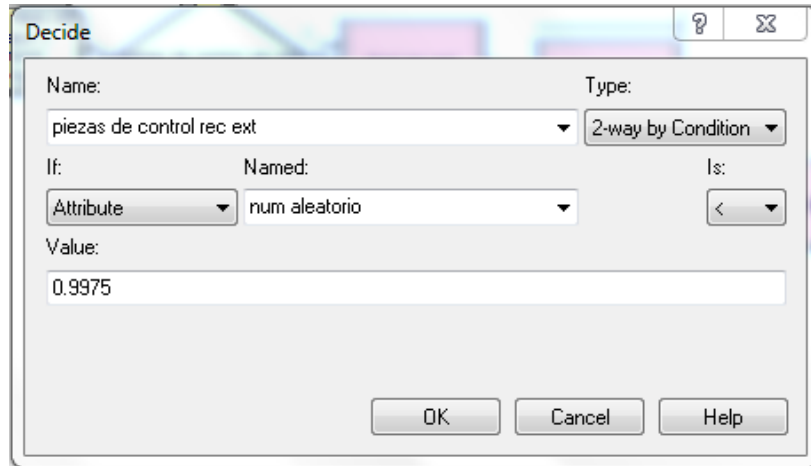 Decide
Name: Type:
piezas de control rec ext 2-way by Condition
If: Named: Is:
Attribute num aleatorio <
Value:
0.9975
OK Cancel Help